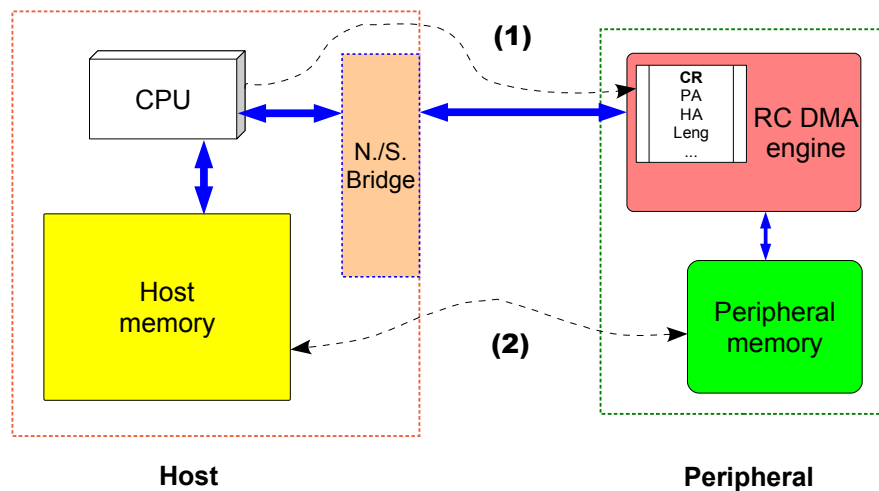 (1)
CPU
N./S.
Bridge
CR
PA
HA
Leng
...
RC DMA
engine
Host
memory
(2)
Peripheral
memory
Host
Peripheral